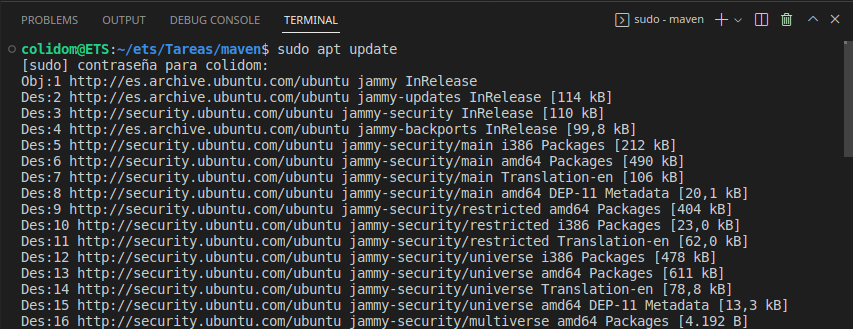 PROBLEMS OUTPUT DEBUG CONSOLE TERMINAL sudo - maven
colidom@ETS:~/ets/Tareas/maven$ sudo apt update
[sudo] contraseña para colidom:
Obj:1 http://es.archive.ubuntu.com/ubuntu jammy InRelease
Des:2 http://es.archive.ubuntu.com/ubuntu jammy-updates InRelease [114 kB]
Des:3 http://security.ubuntu.com/ubuntu jammy-security InRelease [110 kB]
Des:4 http://es.archive.ubuntu.com/ubuntu jammy-backports InRelease [99,8 kB]
Des:5 http://security.ubuntu.com/ubuntu jammy-security/main i386 Packages [212 kB]
Des:6 http://security.ubuntu.com/ubuntu jammy-security/main amd64 Packages [490 kB]
Des:7 http://security.ubuntu.com/ubuntu jammy-security/main Translation-en [106 kB]
Des:8 http://security.ubuntu.com/ubuntu jammy-security/main amd64 DEP-11 Metadata [20,1 kB]
Des:9 http://security.ubuntu.com/ubuntu jammy-security/restricted amd64 Packages [404 kB]
Des:10 http://security.ubuntu.com/ubuntu jammy-security/restricted i386 Packages [23,0 kB]
Des:11 http://security.ubuntu.com/ubuntu jammy-security/restricted Translation-en [62,0 kB]
Des:12 http://security.ubuntu.com/ubuntu jammy-security/universe i386 Packages [478 kB]
Des:13 http://security.ubuntu.com/ubuntu jammy-security/universe amd64 Packages [611 kB]
Des:14 http://security.ubuntu.com/ubuntu jammy-security/universe Translation-en [78,8 kB]
Des:15 http://security.ubuntu.com/ubuntu jammy-security/universe amd64 DEP-11 Metadata [13,3 kB]
Des:16 http://security.ubuntu.com/ubuntu jammy-security/multiverse amd64 Packages [4.192 B]